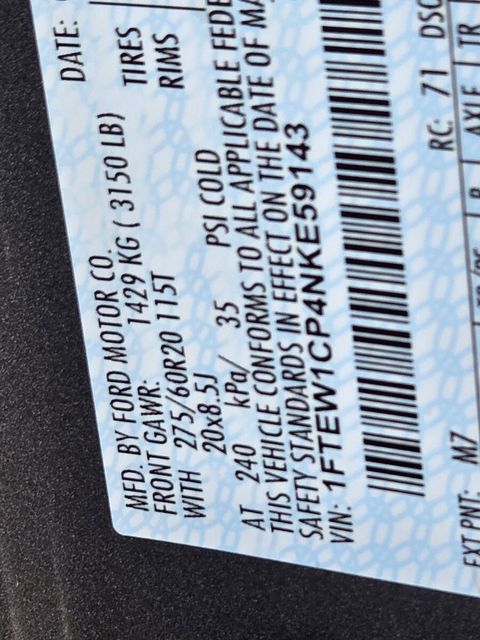 MFD. BY FORD MOTOR CO. DATE:
FRONT GAWR: 1429 KG ( 3150 LB)
WITH 275/60R20 115T TIRES
20x8.5J RIMS
AT 240 kPa/ 35 PSI COLD
THIS VEHICLE CONFORMS TO ALL APPLICABLE FEDE
SAFETY STANDARDS IN EFFECT ON THE DATE OF MA
VIN: 1FTEW1CP4NKE59143
EXT PNT: M7 RC: 71 DSO
AXLE TR